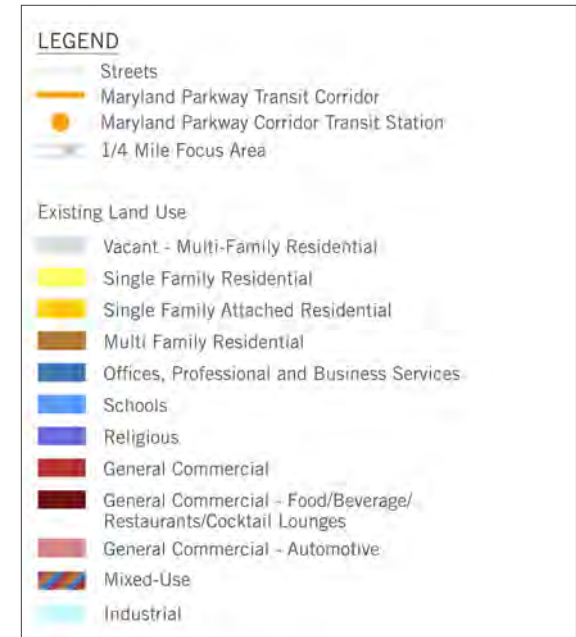 LEGEND
Streets
Maryland Parkway Transit Corridor
Maryland Parkway Corridor Transit Station
1/4 Mile Focus Area
Existing Land Use
Vacant - Multi-Family Residential
Single Family Residential
Single Family Attached Residential
Multi Family Residential
Offices, Professional and Business Services
Schools
Religious
General Commercial
General Commercial - Food/Beverage/
Restaurants/Cocktail Lounges
General Commercial - Automotive
Mixed-Use
Industrial